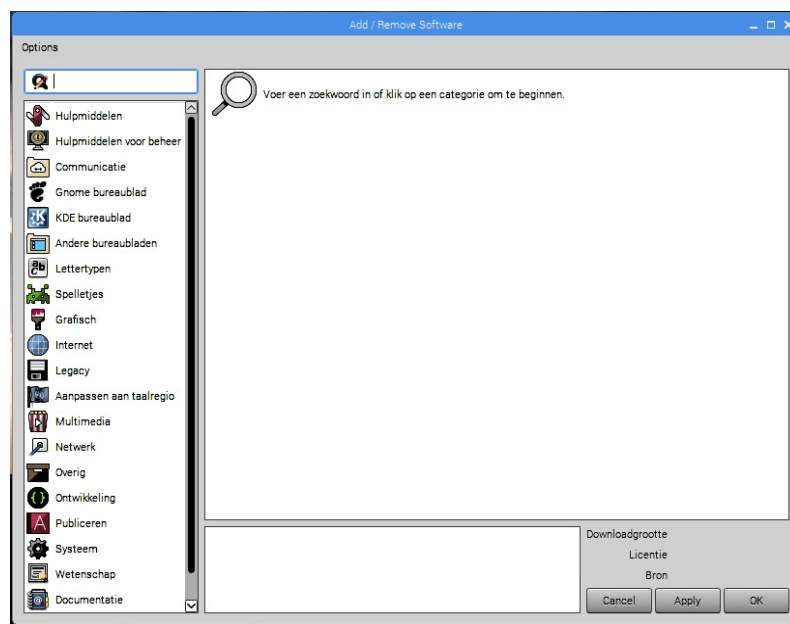 Add / Remove Software
Options
Voer een zoekwoord in of klik op een categorie om te beginnen.
Hulpmiddelen
Hulpmiddelen voor beheer
Communicatie
Gnome bureaublad
KDE bureaublad
Andere bureaubladen
Lettertypen
Spelletjes
Grafisch
Internet
Legacy
Aanpassen aan taalregio
Multimedia
Netwerk
Overig
Ontwikkeling
Publiceren
Systeem
Wetenschap
Documentatie
Downloadgrootte
Licentie
Bron
Cancel Apply OK